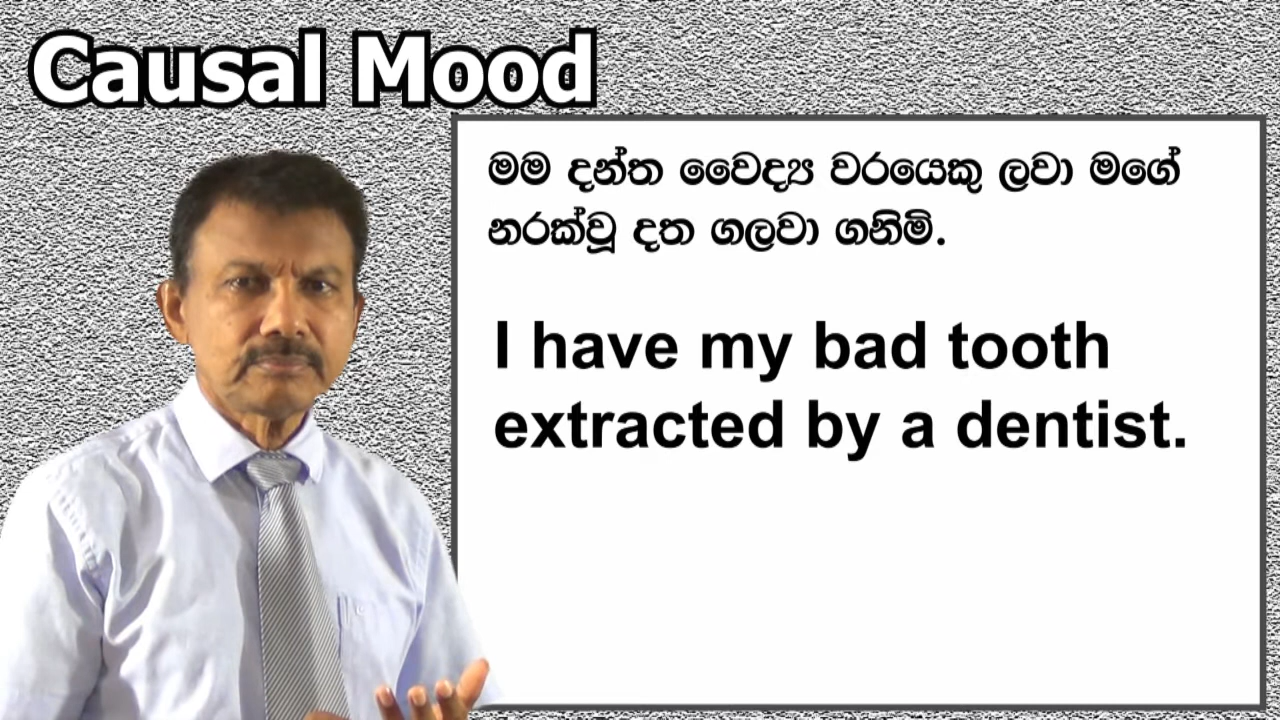 Causal Mood
මම දන්ත වෛද්‍ය වරයෙකු ලවා මගේ
නරක්වූ දත ගලවා ගනිමි.
I have my bad tooth
extracted by a dentist.